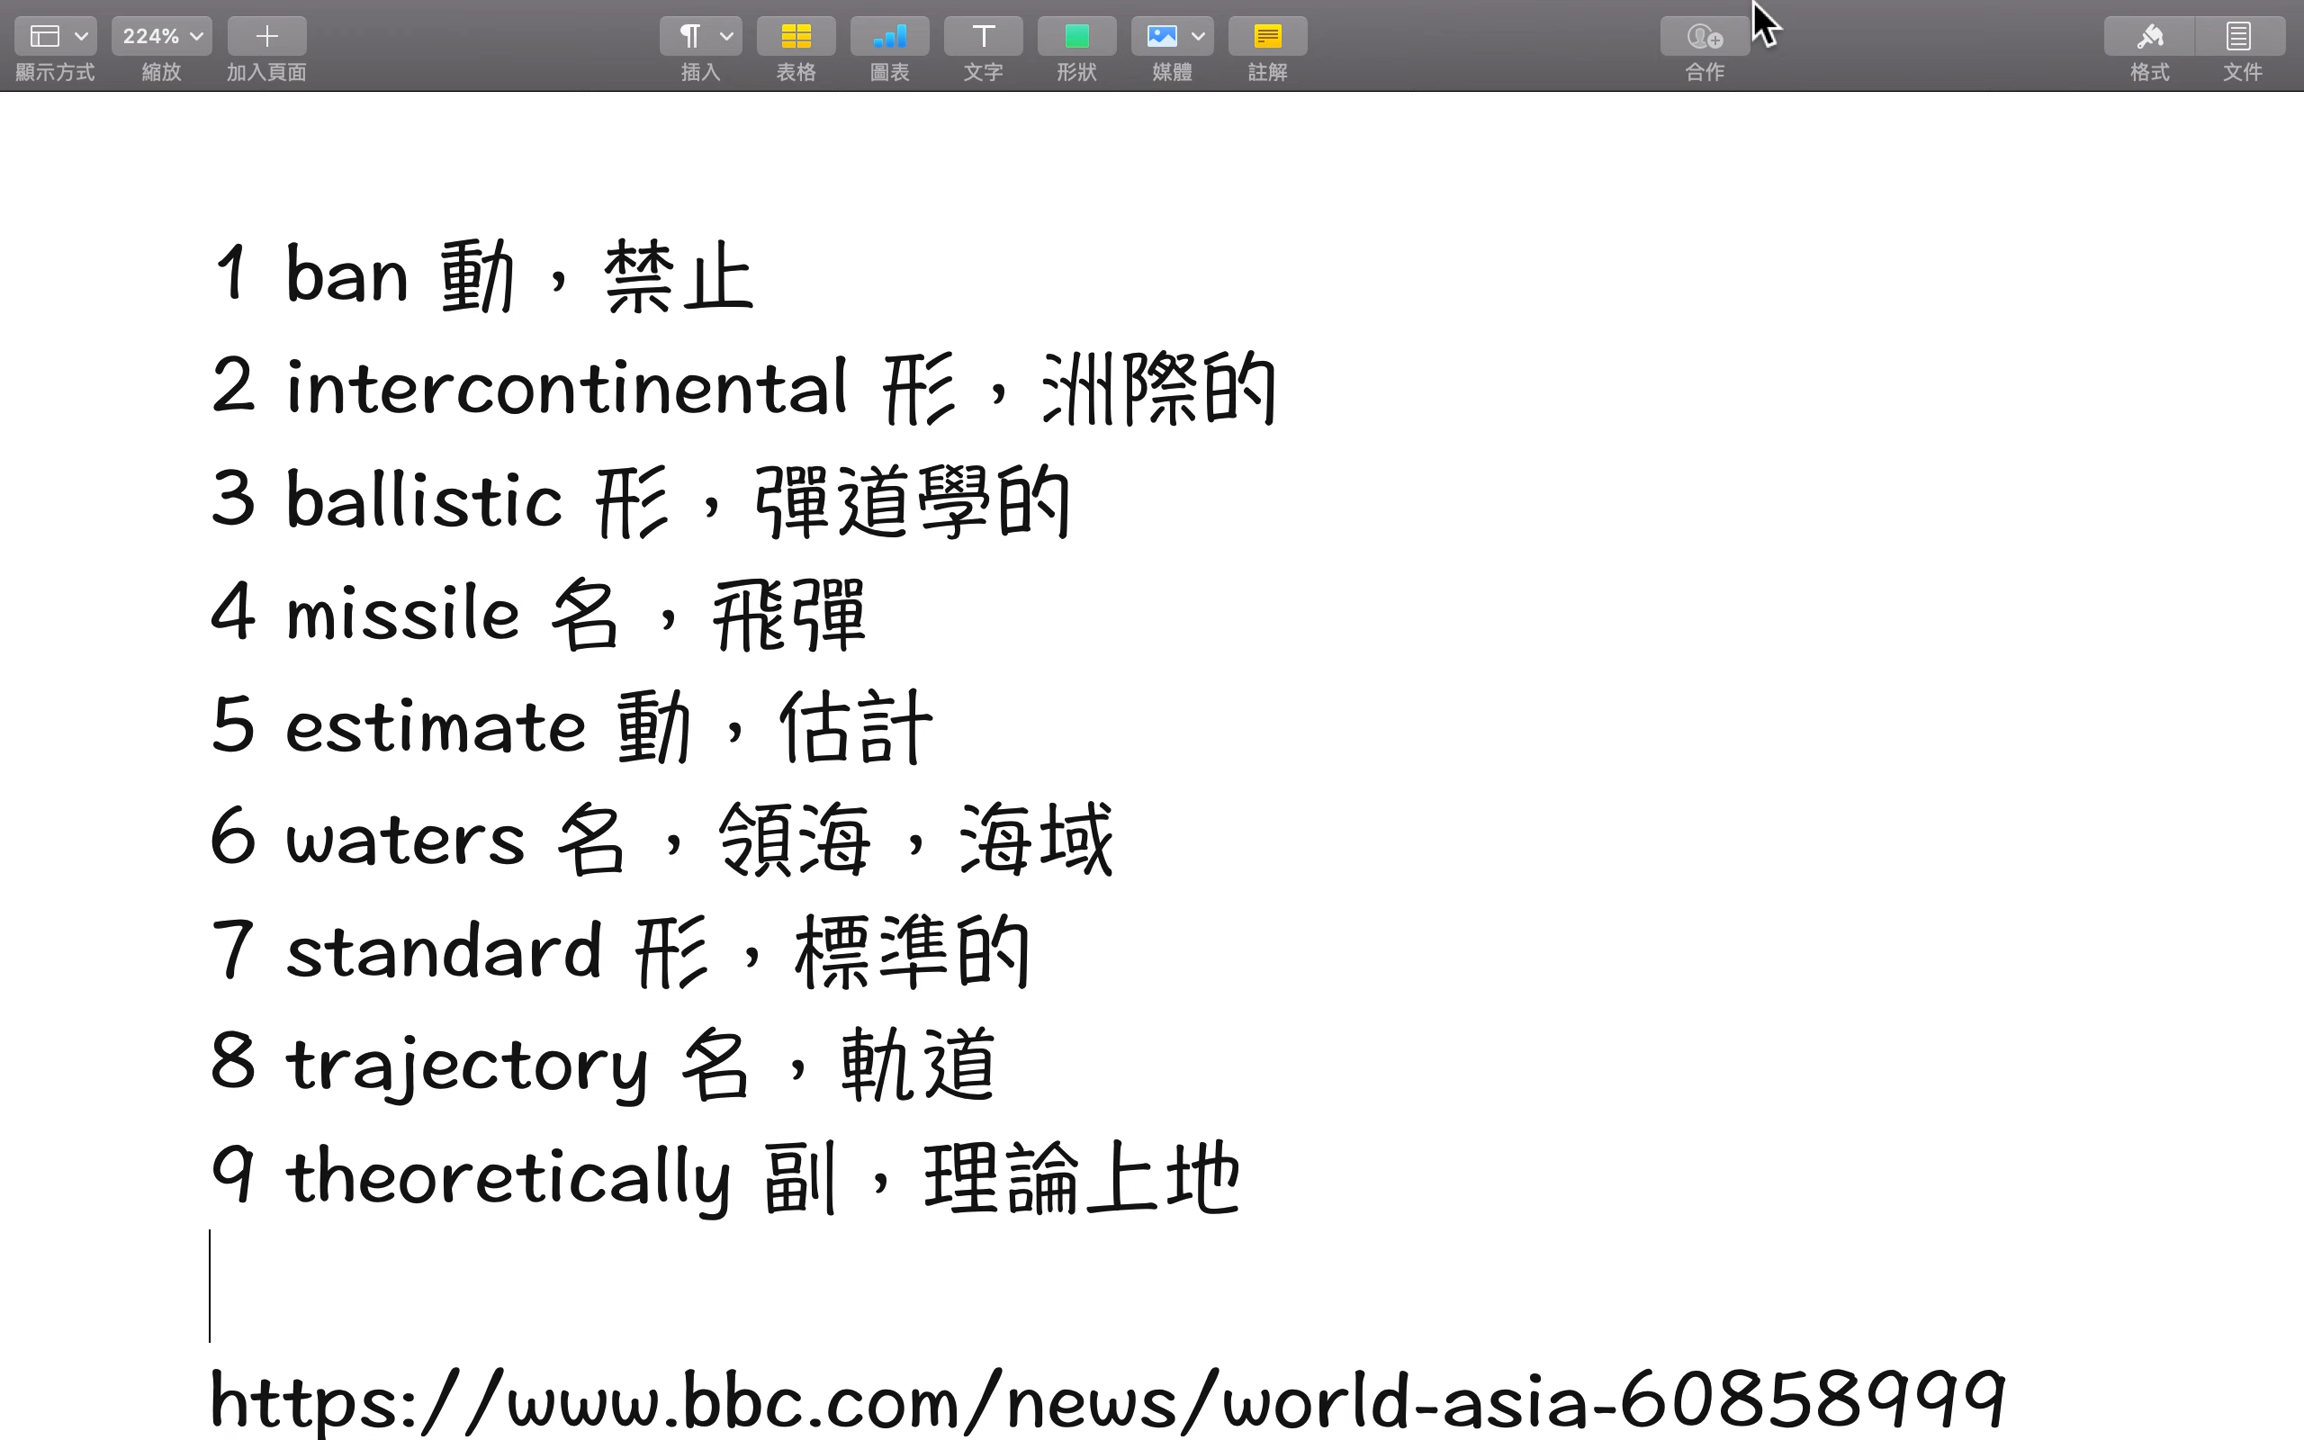 224%
顯示方式 縮放 加入頁面 插入 表格 圖表 文字 形狀 媒體 註解 合作 格式 文件
1 ban 動，禁止
2 intercontinental 形，洲際的
3 ballistic 形，彈道學的
4 missile 名，飛彈
5 estimate 動，估計
6 waters 名，領海，海域
7 standard 形，標準的
8 trajectory 名，軌道
9 theoretically 副，理論上地
https://www.bbc.com/news/world-asia-60858999